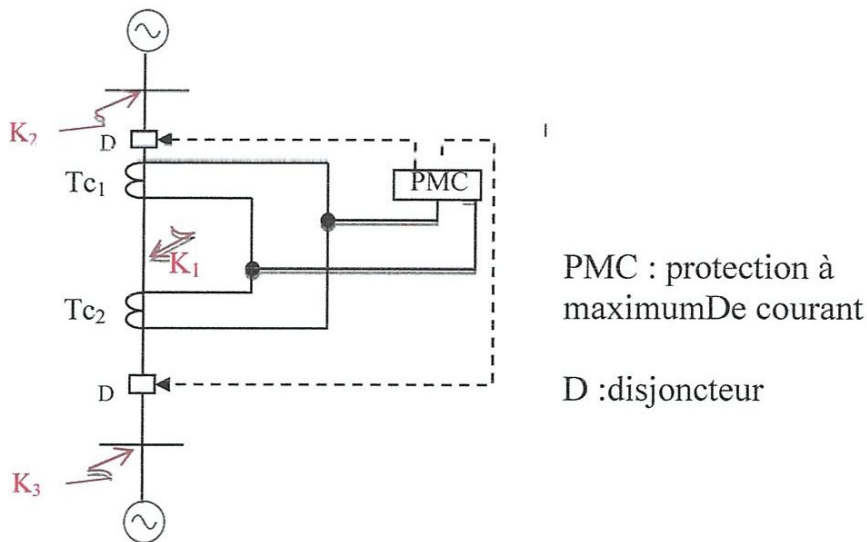 K₂
D
Tc₁
PMC
K₁
PMC : protection à
maximumDe courant
Tc₂
D
D :disjoncteur
K₃